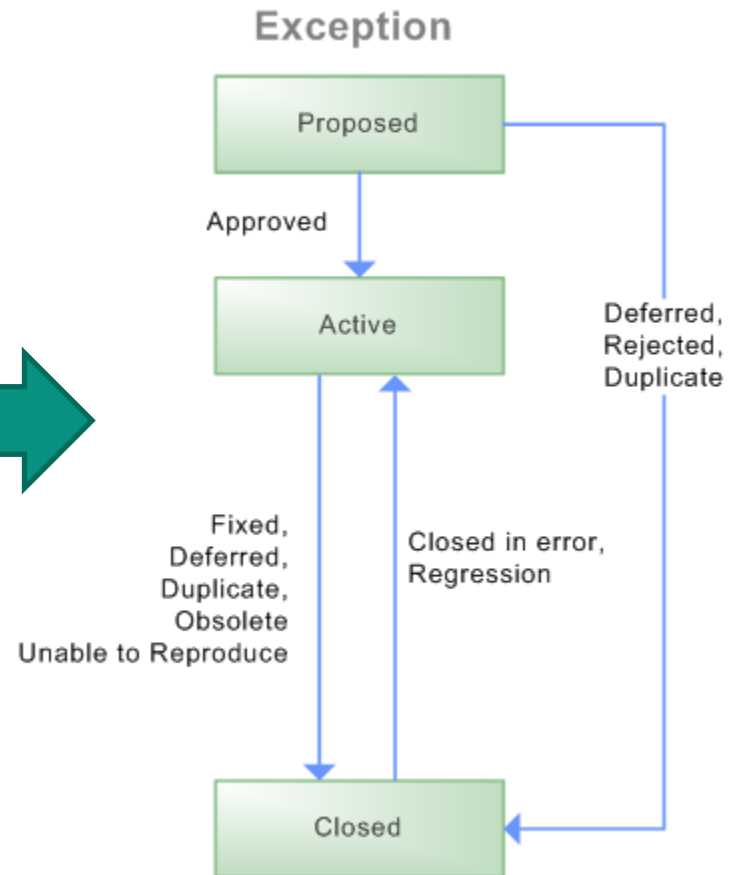 Exception
Proposed
Approved
Active
Deferred,
Rejected,
Duplicate
Fixed,
Deferred,
Duplicate,
Obsolete
Unable to Reproduce
Closed in error,
Regression
Closed